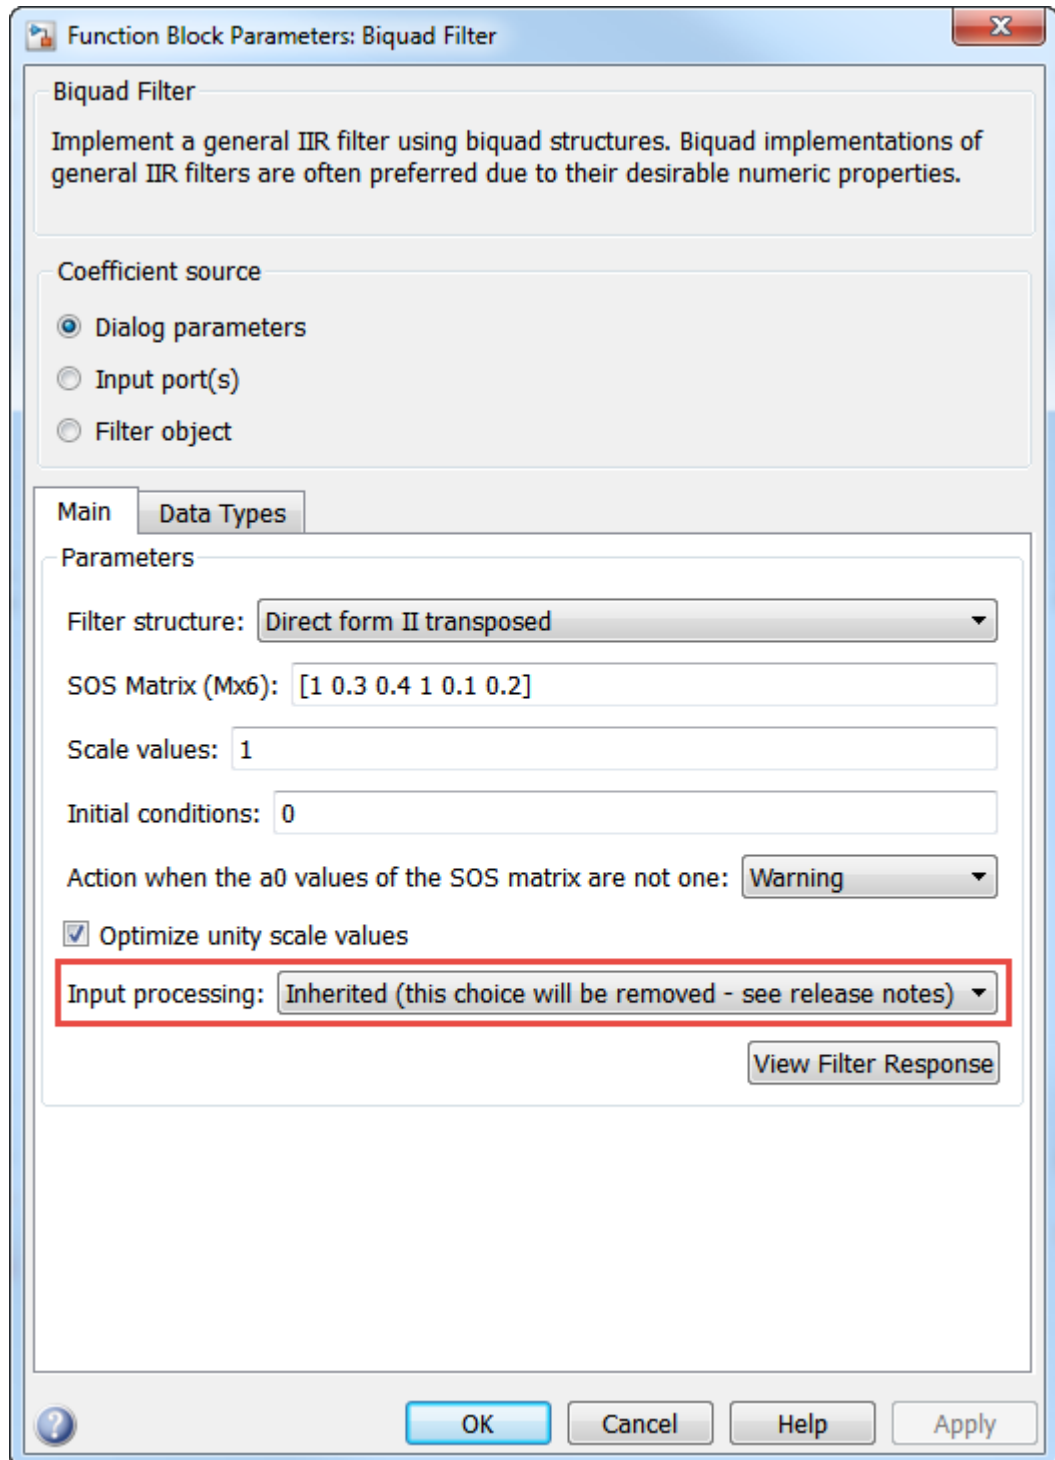 Function Block Parameters: Biquad Filter
X
Biquad Filter
Implement a general IIR filter using biquad structures. Biquad implementations of
general IIR filters are often preferred due to their desirable numeric properties.
Coefficient source
Dialog parameters
Input port(s)
Filter object
Main Data Types
Parameters
Filter structure: Direct form II transposed
SOS Matrix (Mx6): [1 0.3 0.4 1 0.1 0.2]
Scale values: 1
Initial conditions: 0
Action when the a0 values of the SOS matrix are not one: Warning
Optimize unity scale values
Input processing: Inherited (this choice will be removed - see release notes)
View Filter Response
? OK Cancel Help Apply